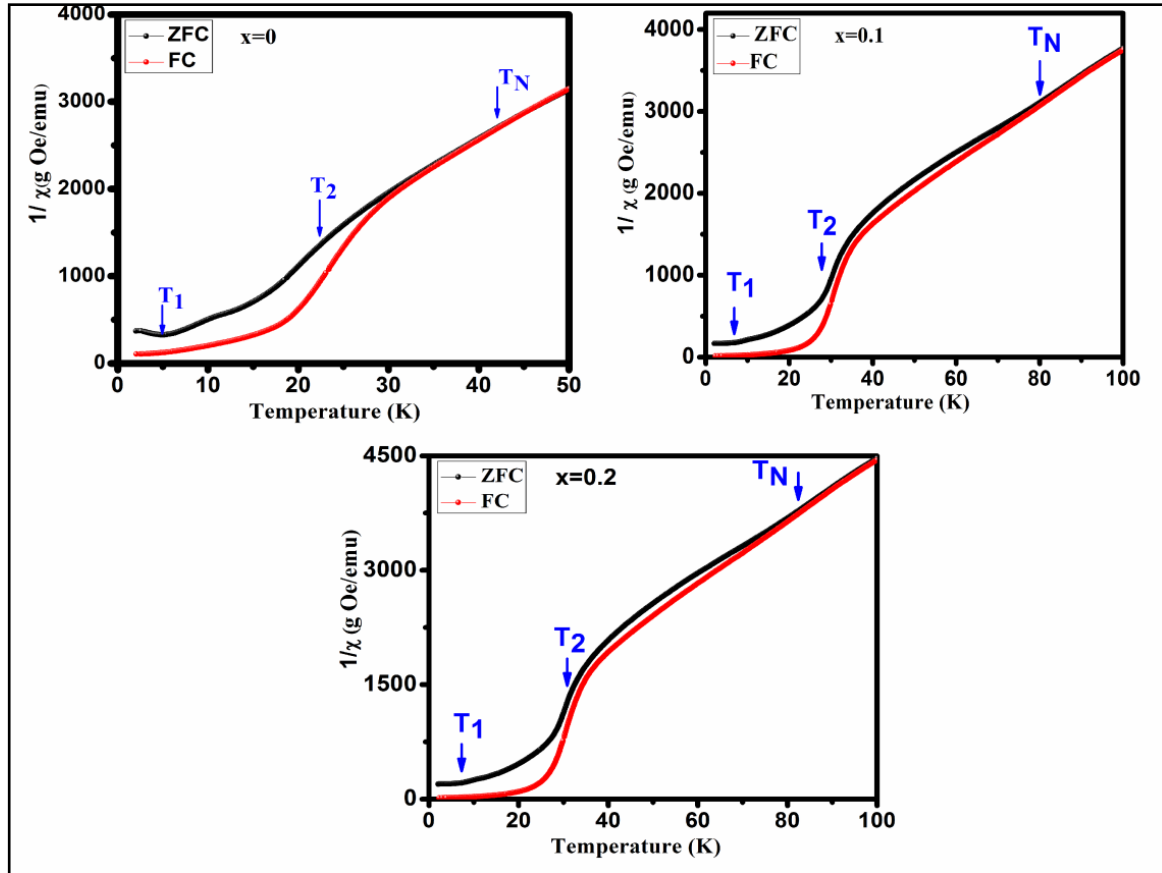 4000
3000
2000
1000
0
1/ χ(g Oe/emu)
ZFC
FC
x=0
T1
T2
TN
0 10 20 30 40 50
Temperature (K)
4000
3000
2000
1000
0
1/ χ (g Oe/emu)
ZFC
FC
x=0.1
T1
T2
TN
0 20 40 60 80 100
Temperature (K)
4500
3000
1500
0
1/χ (g Oe/emu)
ZFC
FC
x=0.2
T1
T2
TN
0 20 40 60 80 100
Temperature (K)